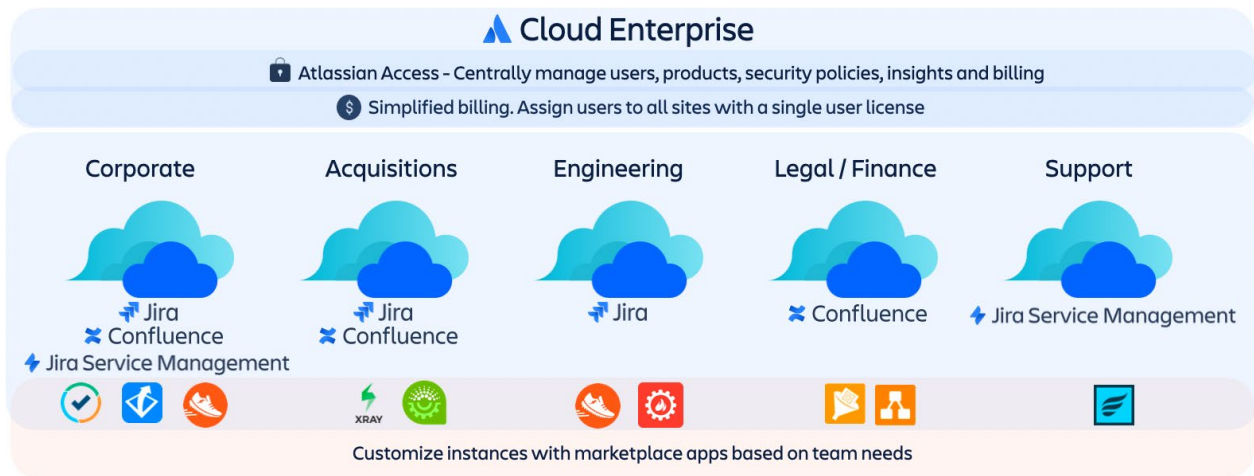 Cloud Enterprise
Atlassian Access - Centrally manage users, products, security policies, insights and billing
$ Simplified billing. Assign users to all sites with a single user license
Corporate
Jira
Confluence
Jira Service Management
Acquisitions
Jira
Confluence
XRAY
Engineering
Jira
Legal / Finance
Confluence
Support
Jira Service Management
Customize instances with marketplace apps based on team needs